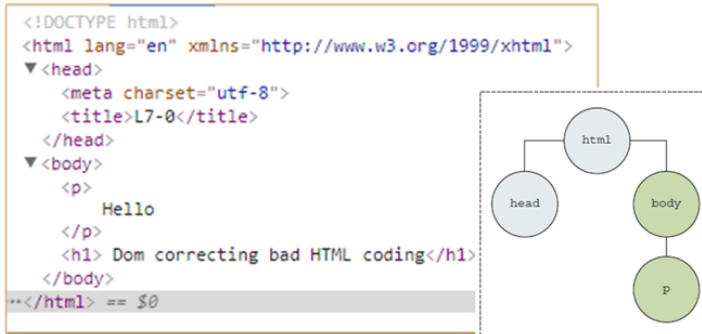 <!DOCTYPE html>
<html lang="en" xmlns="http://www.w3.org/1999/xhtml">
▼<head>
<meta charset="utf-8">
<title>L7-0</title>
</head>
▼<body>
<p>
Hello
</p>
<h1> Dom correcting bad HTML coding</h1>
</body>
…</html> == $0
html
head
body
p